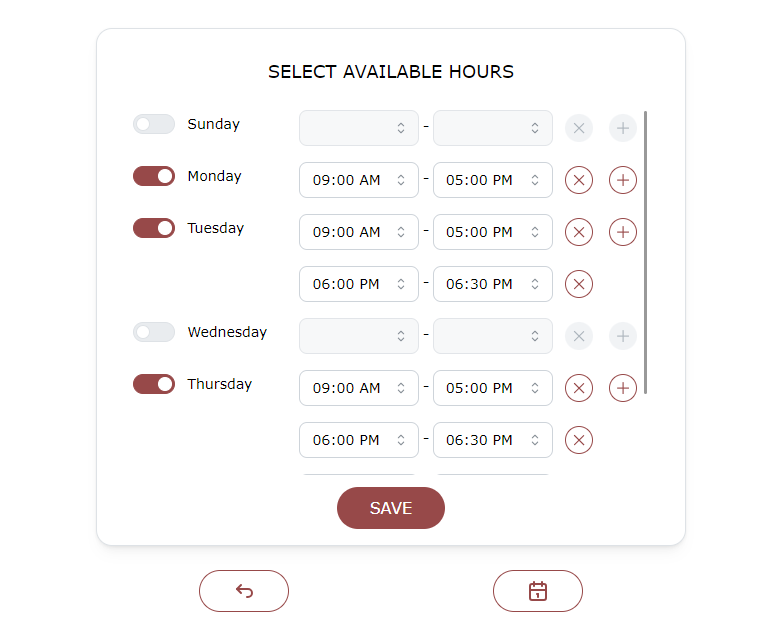 SELECT AVAILABLE HOURS
Sunday -
Monday 09:00 AM - 05:00 PM
Tuesday 09:00 AM - 05:00 PM
06:00 PM - 06:30 PM
Wednesday -
Thursday 09:00 AM - 05:00 PM
06:00 PM - 06:30 PM
SAVE
1